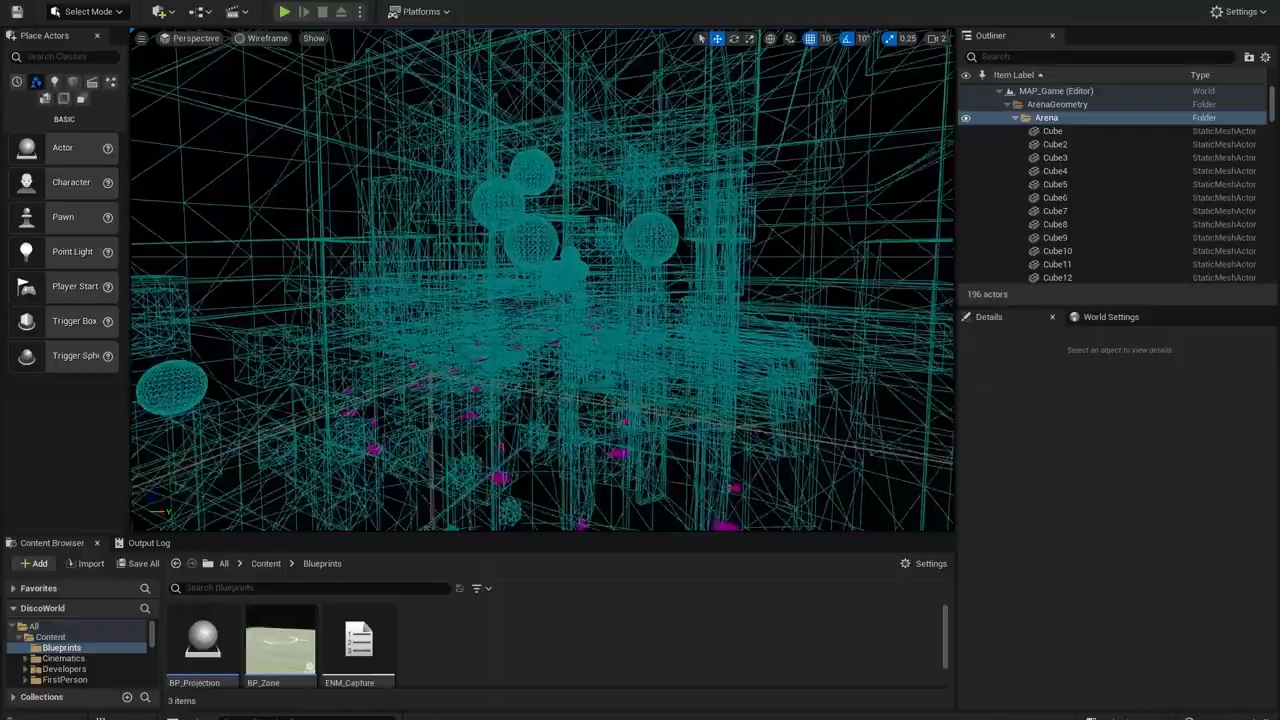 Select Mode
Platforms
Settings
Place Actors
Search Classes
BASIC
Actor
Character
Pawn
Point Light
Player Start
Trigger Box
Trigger Sph
Perspective
Wireframe
Show
10
10°
0.25
2
Outliner
Search
Item Label
Type
MAP_Game (Editor)
World
ArenaGeometry
Folder
Arena
Folder
Cube
StaticMeshActor
Cube2
StaticMeshActor
Cube3
StaticMeshActor
Cube4
StaticMeshActor
Cube5
StaticMeshActor
Cube6
StaticMeshActor
Cube7
StaticMeshActor
Cube8
StaticMeshActor
Cube9
StaticMeshActor
Cube10
StaticMeshActor
Cube11
StaticMeshActor
Cube12
StaticMeshActor
196 actors
Details
World Settings
Select an object to view details.
Content Browser
Output Log
Add
Import
Save All
All
Content
Blueprints
Settings
Favorites
DiscoWorld
All
Content
Blueprints
Cinematics
Developers
FirstPerson
Collections
Search Blueprints
BP_Projection
BP_Zone
ENM_Capture
3 items